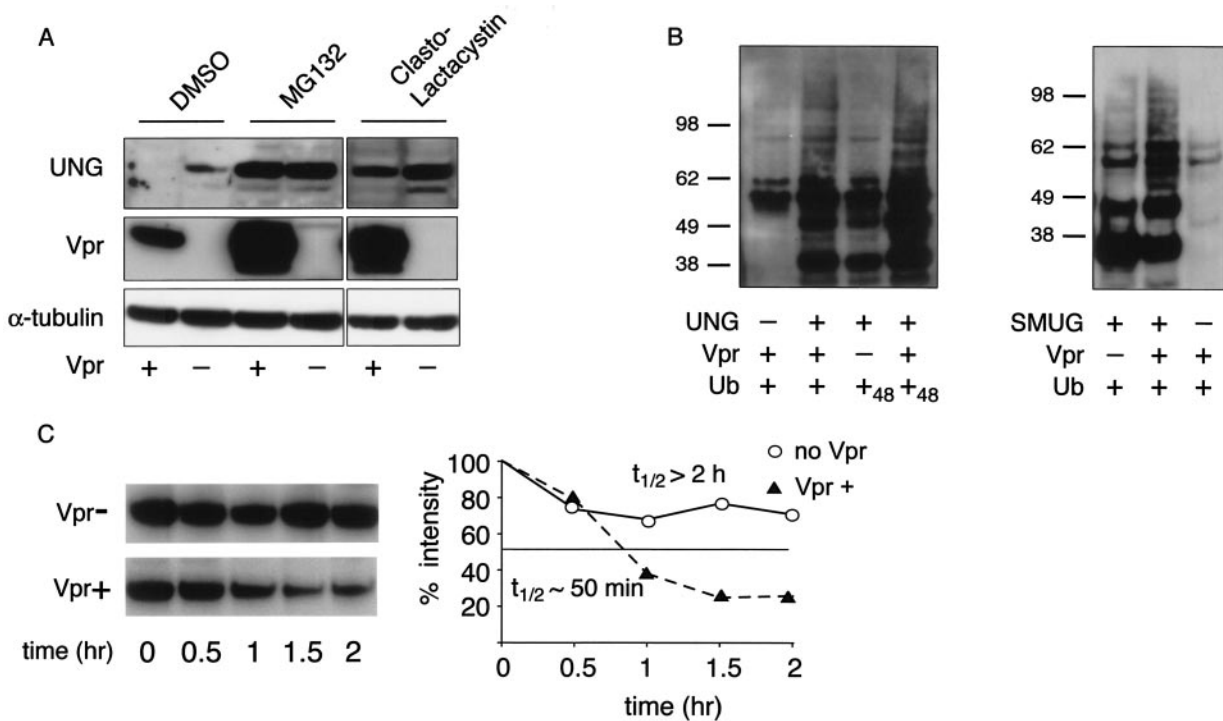 A
DMSO
MG132
Clasto-
Lactacystin
UNG
Vpr
α-tubulin
Vpr + − + − + −
B
98
62
49
38
UNG − + + +
Vpr + + − +
Ub + + +48 +48
98
62
49
38
SMUG + + −
Vpr − + +
Ub + + +
C
Vpr−
Vpr+
time (hr) 0 0.5 1 1.5 2
% intensity
100
80
60
40
20
t1/2 > 2 h
t1/2 ~ 50 min
no Vpr
Vpr +
0 0.5 1 1.5 2
time (hr)